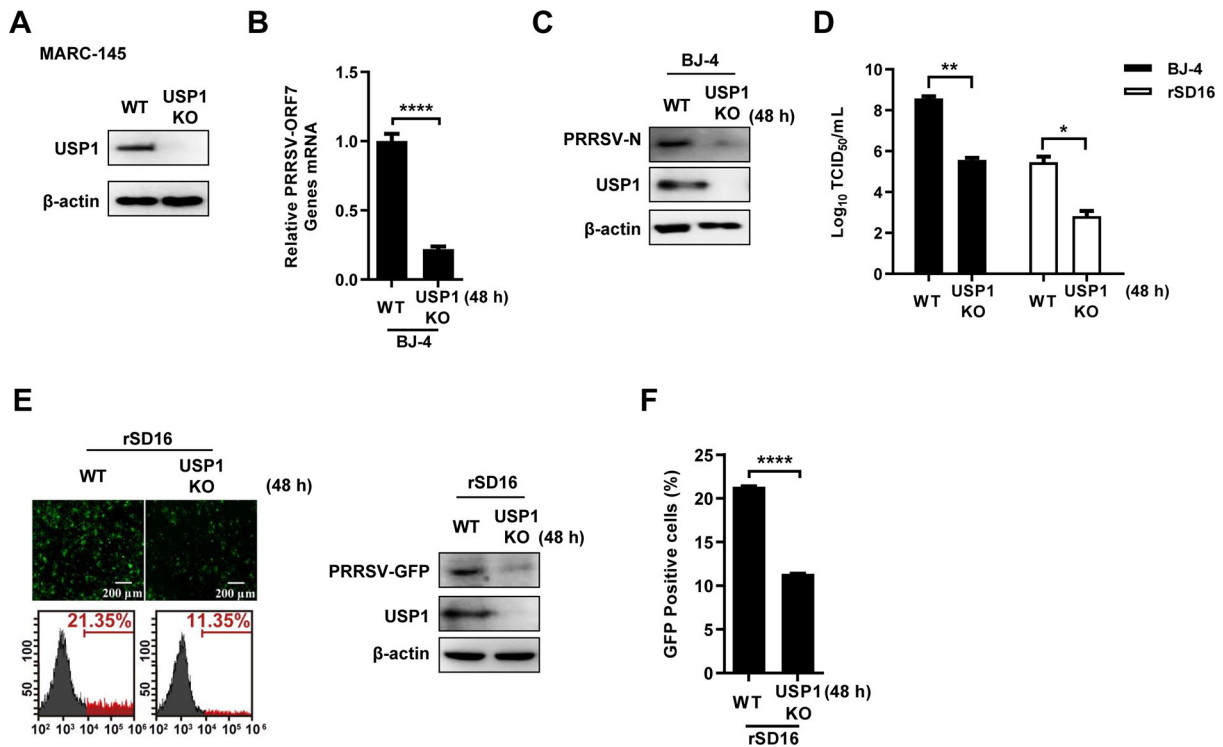 A
MARC-145
WT
USP1
KO
USP1
β-actin
B
Relative PRRSV-ORF7
Genes mRNA
1.5
1.0
0.5
0.0
****
WT
USP1 (48 h)
KO
BJ-4
C
BJ-4
WT
USP1
KO
(48 h)
PRRSV-N
USP1
β-actin
D
Log10 TCID50/mL
10
8
6
4
2
0
**
*
BJ-4
rSD16
WT
USP1
KO
WT
USP1
KO
(48 h)
E
rSD16
WT
USP1
KO
(48 h)
200 µm
200 µm
21.35%
11.35%
100
50
100
50
10² 10³ 10⁴ 10⁵ 10⁶
10² 10³ 10⁴ 10⁵ 10⁶
rSD16
WT
USP1
KO (48 h)
PRRSV-GFP
USP1
β-actin
F
GFP Positive cells (%)
25
20
15
10
5
0
****
WT
USP1 (48 h)
KO
rSD16